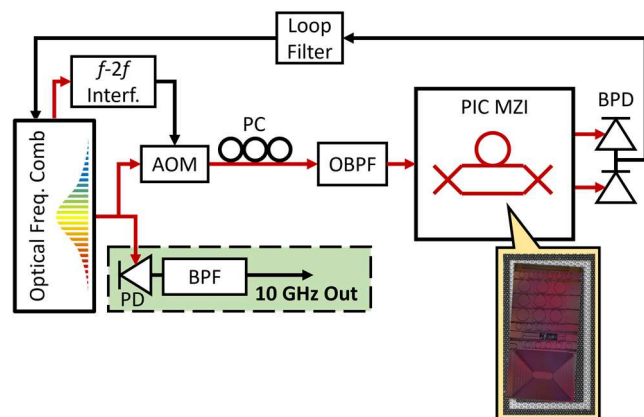 Loop
Filter
f-2f
Interf.
Optical Freq. Comb
AOM
PC
OBPF
PIC MZI
BPD
PD
BPF
10 GHz Out